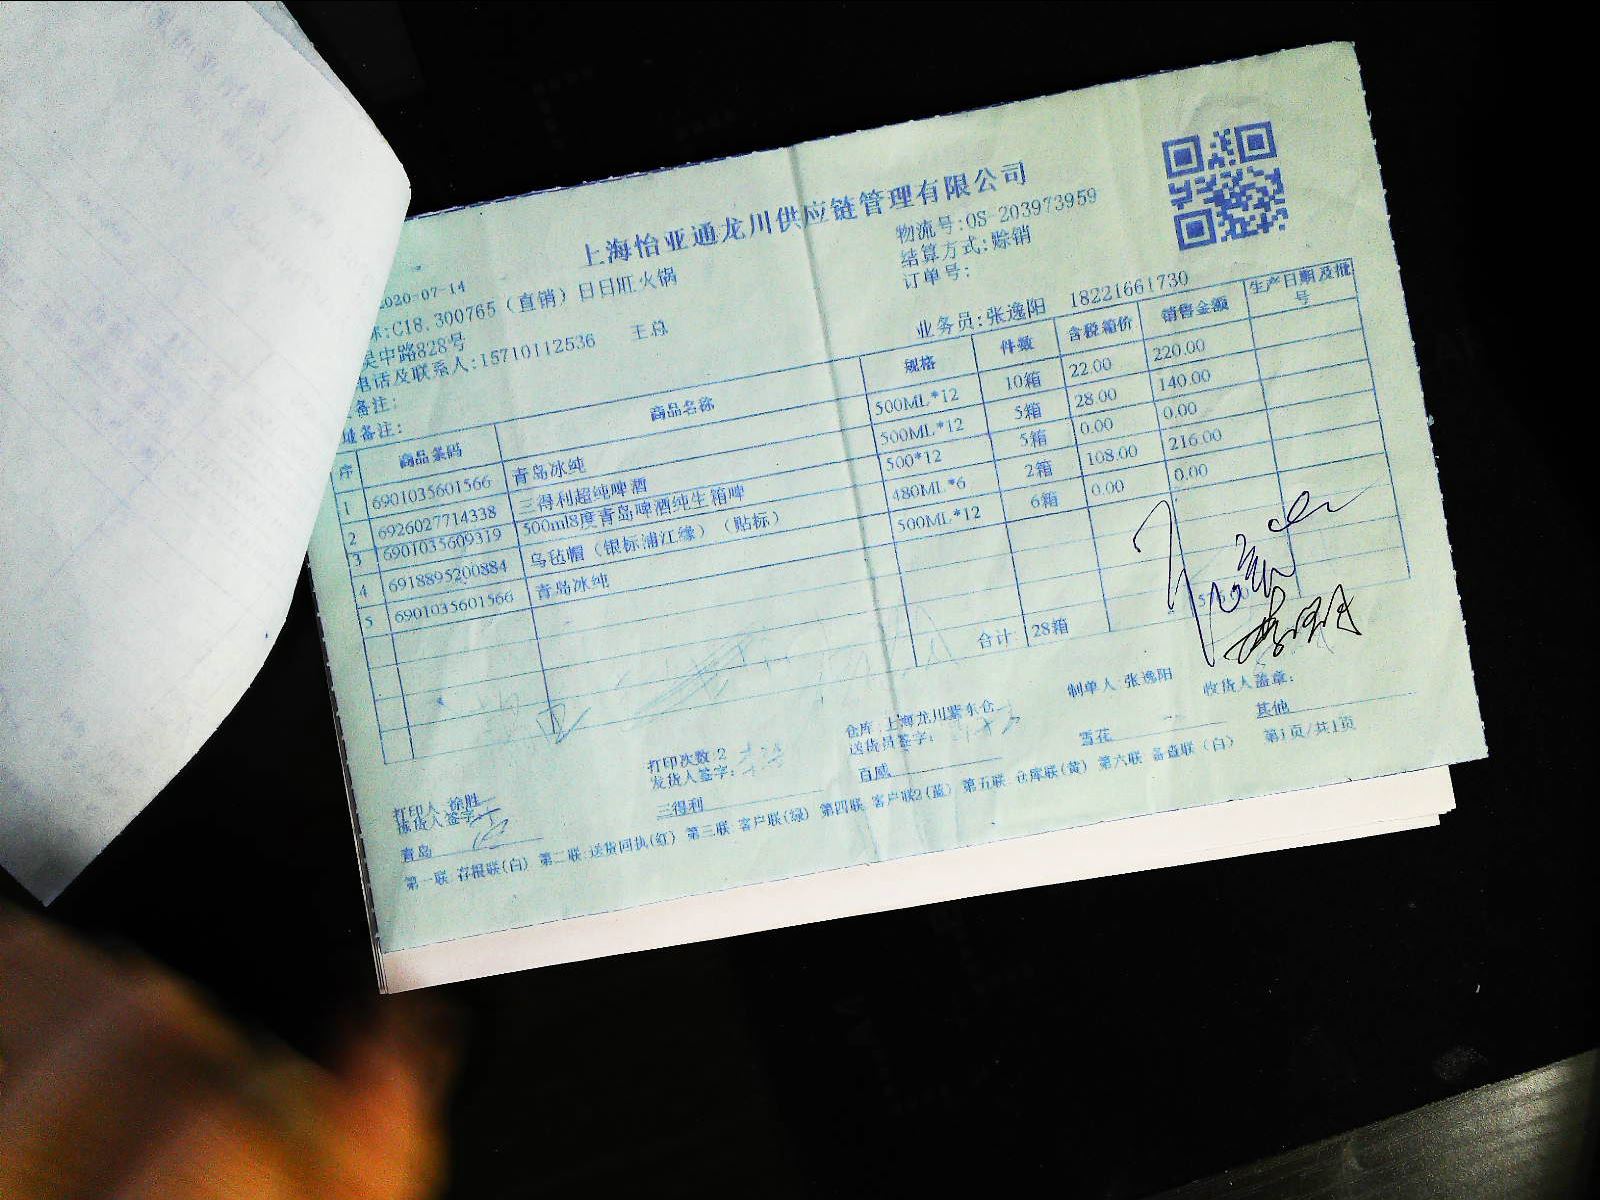 上海怡亚通龙川供应链管理有限公司
物流号:OS-203973959
结算方式:赊销
订单号:
2020-07-14
:C18.300765（直销）日日旺火锅
吴中路828号
电话及联系人:15710112536 王总
业务员:张逸阳 18221661730
备注:
址备注:
序 商品条码 商品名称 规格 件数 含税箱价 销售金额 生产日期及批号
1 6901035601566 青岛冰纯 500ML*12 10箱 22.00 220.00
2 6926027714338 三得利超纯啤酒 500ML*12 5箱 28.00 140.00
3 6901035609319 500ml8度青岛啤酒纯生箱啤 500*12 5箱 0.00 0.00
4 6918895200884 乌毡帽（银标浦江缘）（贴标） 480ML*6 2箱 108.00 216.00
5 6901035601566 青岛冰纯 500ML*12 6箱 0.00 0.00
合计: 28箱
打印人 徐胜 打印次数:2 仓库:上海龙川紫东仓 制单人 张逸阳 收货人盖章:
拣货人签字: 发货人签字: 送货员签字:
青岛 三得利 百威 雪花 其他
第一联 存根联(白) 第二联 送货回执(红) 第三联 客户联(绿) 第四联 客户联2(蓝) 第五联 仓库联(黄) 第六联 备查联(白) 第1页/共1页